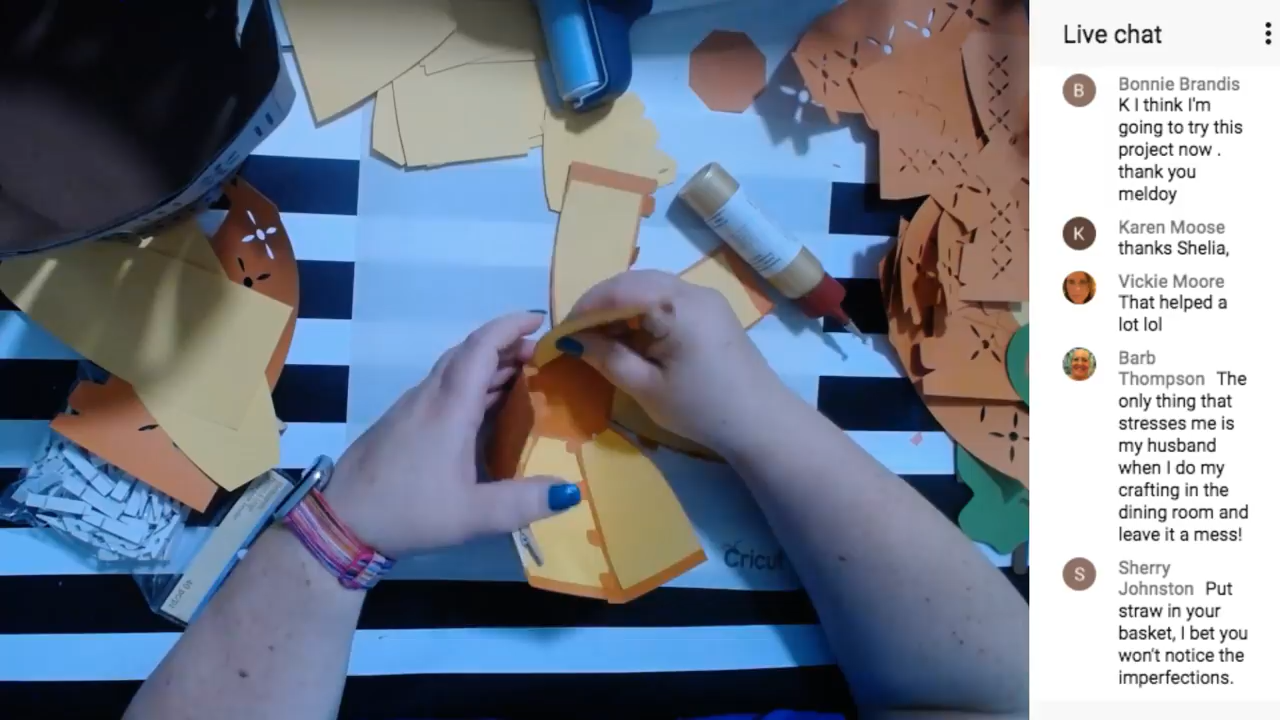 Live chat
Bonnie Brandis
K I think I'm
going to try this
project now .
thank you
meldoy
Karen Moose
thanks Shelia,
Vickie Moore
That helped a
lot lol
Barb
Thompson The
only thing that
stresses me is
my husband
when I do my
crafting in the
dining room and
leave it a mess!
Sherry
Johnston Put
straw in your
basket, I bet you
won't notice the
imperfections.
B
K
S
Cricut